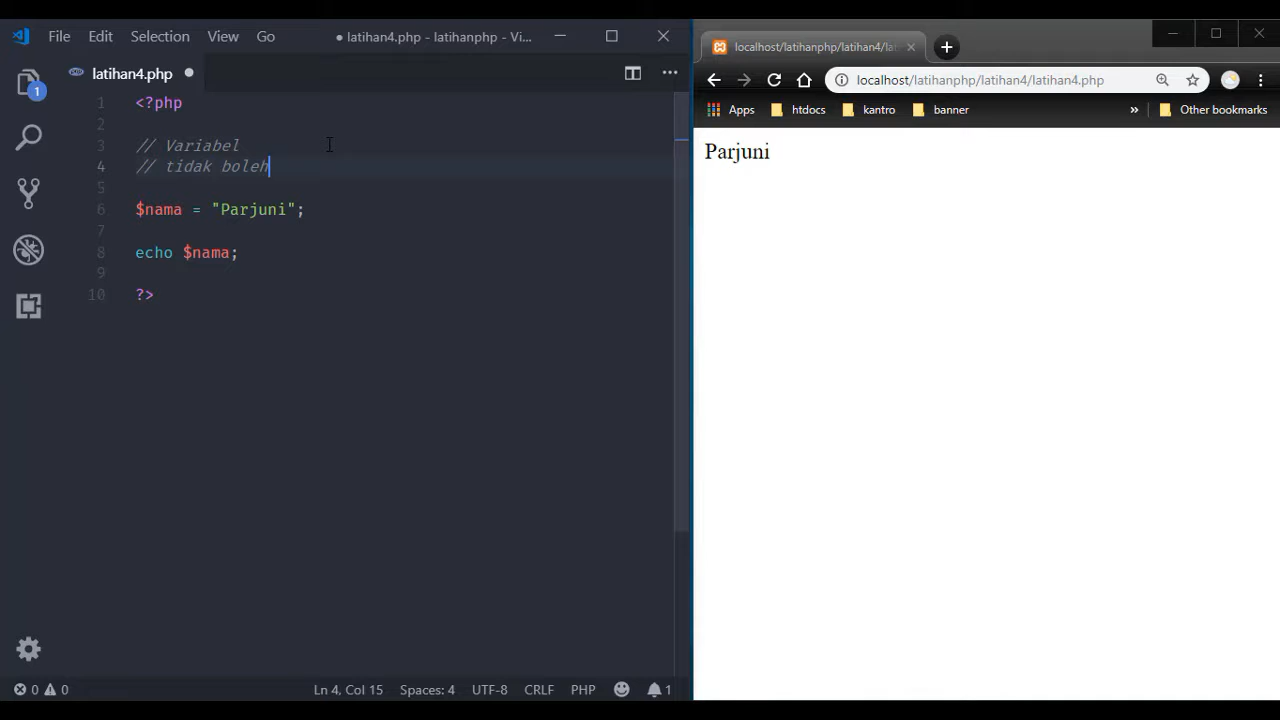 File Edit Selection View Go
● latihan4.php - latihanphp - Vi...
latihan4.php ●
1 <?php
2
3 // Variabel
4 // tidak boleh
5
6 $nama = "Parjuni";
7
8 echo $nama;
9
10 ?>
1
0 0
Ln 4, Col 15 Spaces: 4 UTF-8 CRLF PHP 1
localhost/latihanphp/latihan4/la
localhost/latihanphp/latihan4/latihan4.php
Apps htdocs kantro banner » Other bookmarks
Parjuni